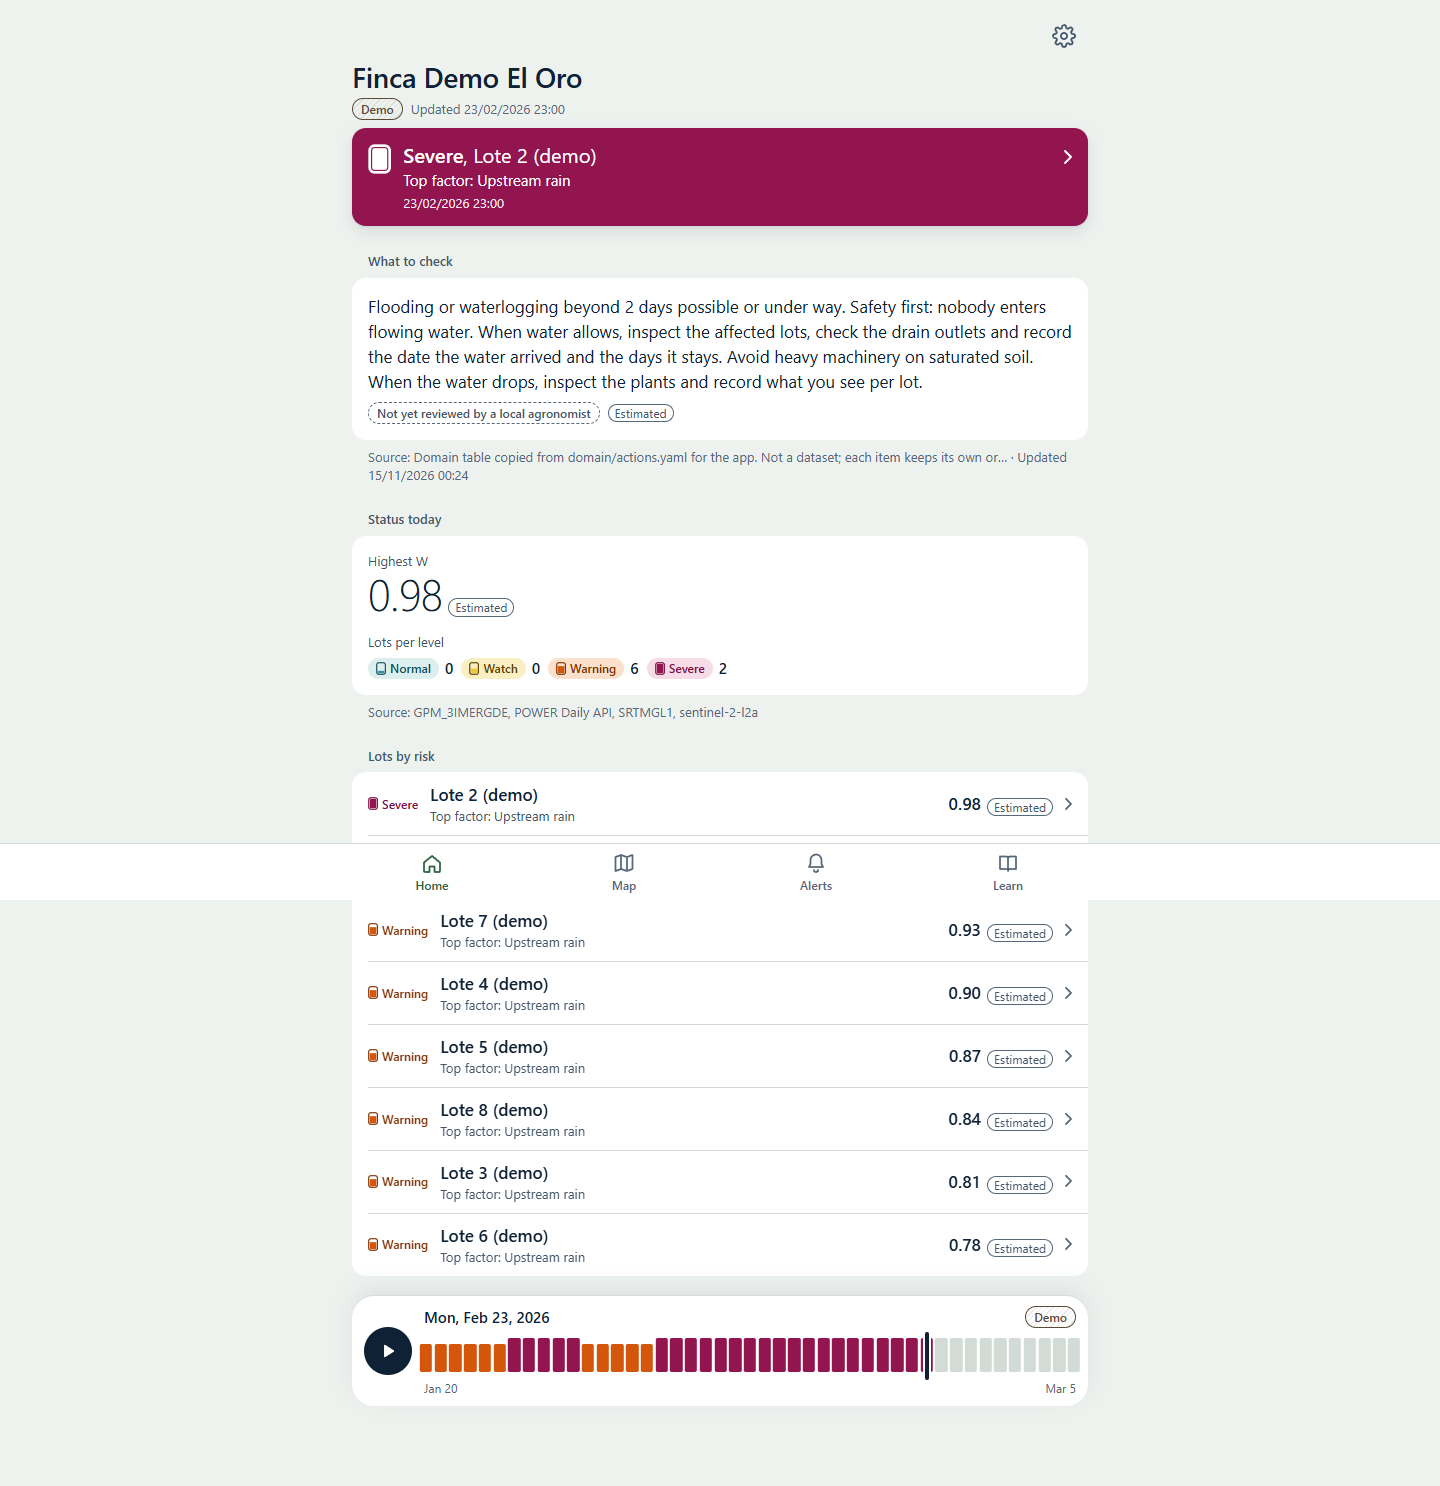 Finca Demo El Oro
Demo Updated 23/02/2026 23:00
Severe, Lote 2 (demo)
Top factor: Upstream rain
23/02/2026 23:00
What to check
Flooding or waterlogging beyond 2 days possible or under way. Safety first: nobody enters
flowing water. When water allows, inspect the affected lots, check the drain outlets and record
the date the water arrived and the days it stays. Avoid heavy machinery on saturated soil.
When the water drops, inspect the plants and record what you see per lot.
Not yet reviewed by a local agronomist Estimated
Source: Domain table copied from domain/actions.yaml for the app. Not a dataset; each item keeps its own or... · Updated
15/11/2026 00:24
Status today
Highest W
0.98 Estimated
Lots per level
Normal 0 Watch 0 Warning 6 Severe 2
Source: GPM_3IMERGDE, POWER Daily API, SRTMGL1, sentinel-2-l2a
Lots by risk
Severe Lote 2 (demo) 0.98 Estimated
Top factor: Upstream rain
Home Map Alerts Learn
Warning Lote 7 (demo) 0.93 Estimated
Top factor: Upstream rain
Warning Lote 4 (demo) 0.90 Estimated
Top factor: Upstream rain
Warning Lote 5 (demo) 0.87 Estimated
Top factor: Upstream rain
Warning Lote 8 (demo) 0.84 Estimated
Top factor: Upstream rain
Warning Lote 3 (demo) 0.81 Estimated
Top factor: Upstream rain
Warning Lote 6 (demo) 0.78 Estimated
Top factor: Upstream rain
Mon, Feb 23, 2026 Demo
Jan 20 Mar 5